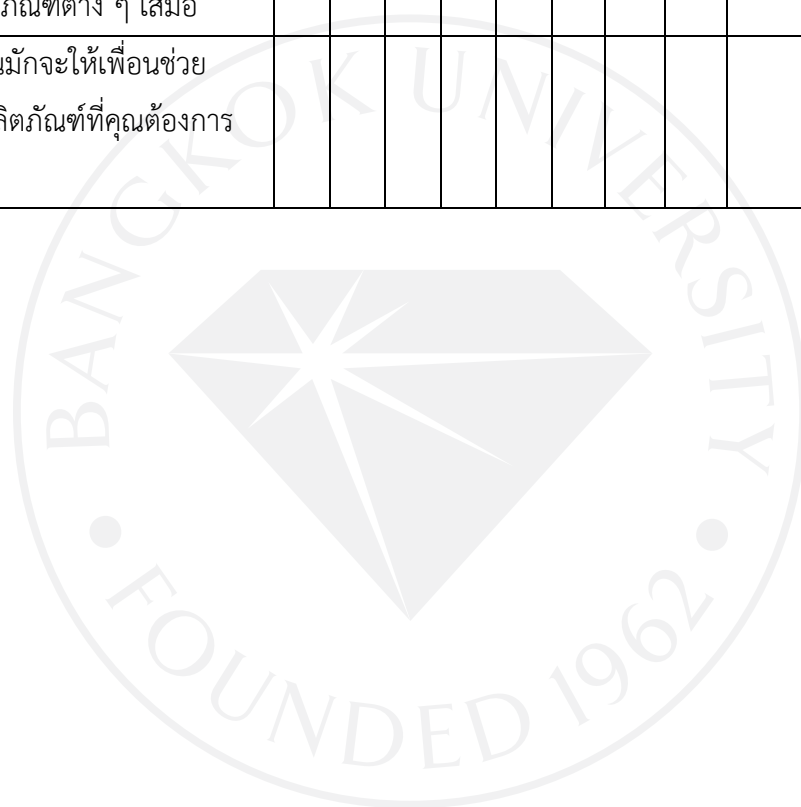 ภัณฑ์ต่าง ๆ เสมอ
มักจะให้เพื่อนช่วย
ลิตภัณฑ์ที่คุณต้องการ
BANGKOK UNIVERSITY
FOUNDED 1962